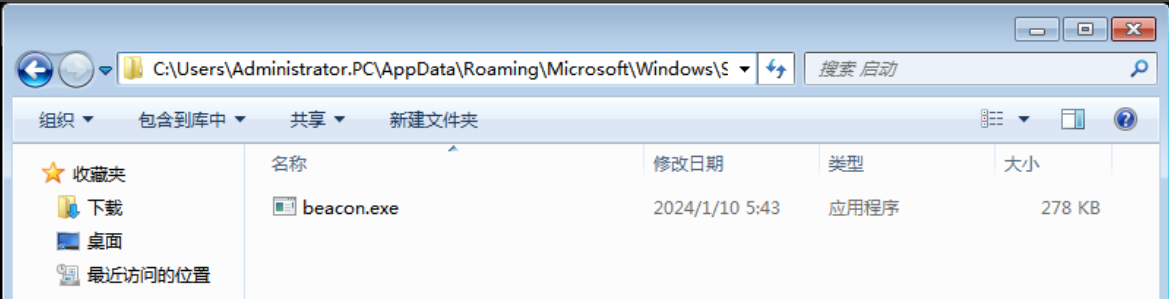 C:\Users\Administrator.PC\AppData\Roaming\Microsoft\Windows\S
搜索 启动
组织 包含到库中 共享 新建文件夹
名称 修改日期 类型 大小
收藏夹
下载
桌面
最近访问的位置
beacon.exe 2024/1/10 5:43 应用程序 278 KB